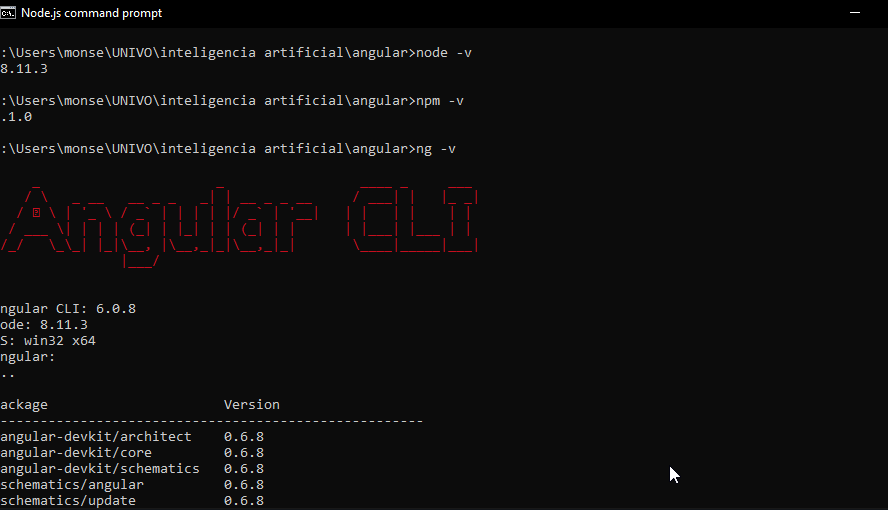 Node.js command prompt
:\Users\monse\UNIVO\inteligencia artificial\angular>node -v
8.11.3
:\Users\monse\UNIVO\inteligencia artificial\angular>npm -v
.1.0
:\Users\monse\UNIVO\inteligencia artificial\angular>ng -v
Angular CLI
ngular CLI: 6.0.8
ode: 8.11.3
S: win32 x64
ngular:
..
ackage Version
------------------------------------------------------
angular-devkit/architect 0.6.8
angular-devkit/core 0.6.8
angular-devkit/schematics 0.6.8
schematics/angular 0.6.8
schematics/update 0.6.8